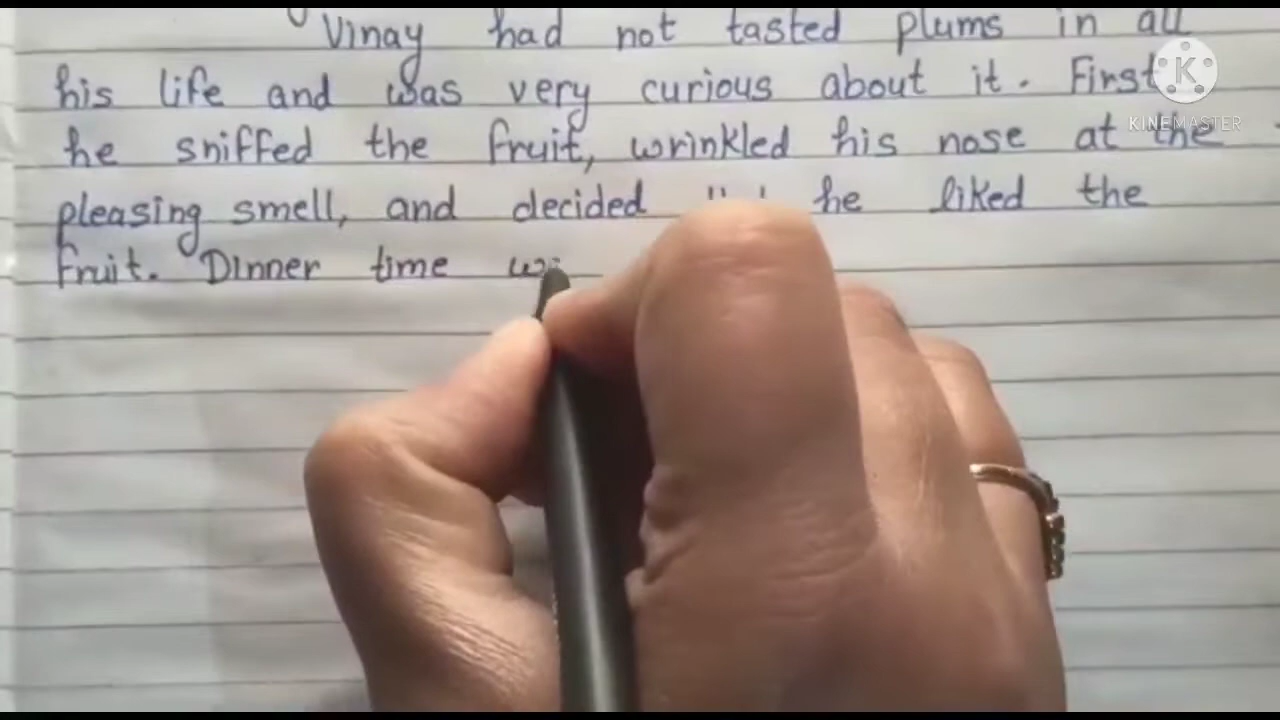 Vinay had not tasted plums in all
his life and was very curious about it. First
he sniffed the fruit, wrinkled his nose at the
pleasing smell, and decided he liked the
fruit. Dinner time
K
KINEMASTER